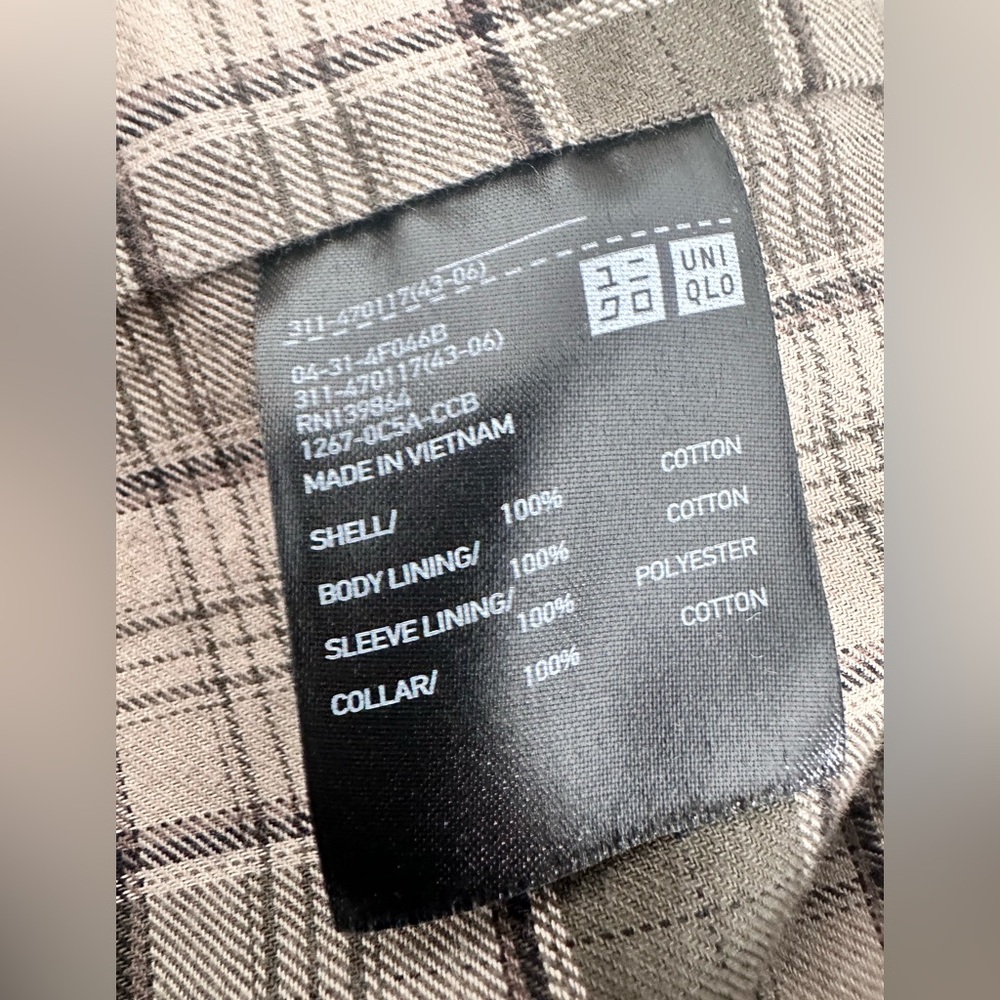 311-470117(43-06)
ユニ
クロ
UNI
QLO
04-31-4F046B
311-470117(43-06)
RN139864
1267-0C5A-CCB
MADE IN VIETNAM
SHELL/ 100% COTTON
BODY LINING/ 100% COTTON
SLEEVE LINING/ 100% POLYESTER
COLLAR/ 100% COTTON